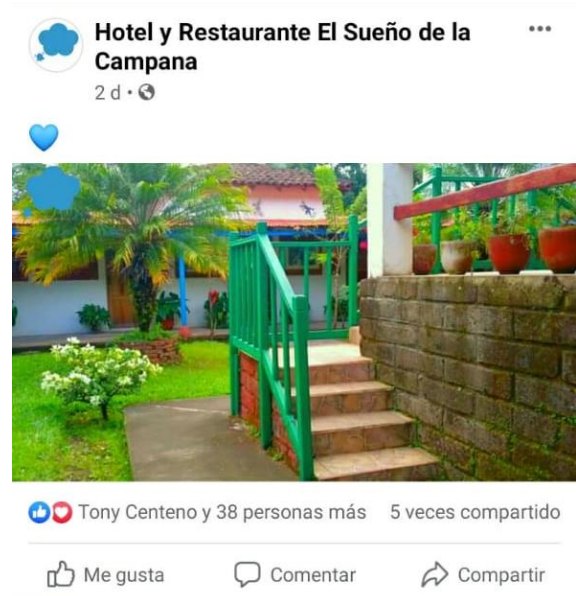 Hotel y Restaurante El Sueño de la
Campana
2 d
Tony Centeno y 38 personas más 5 veces compartido
Me gusta Comentar Compartir